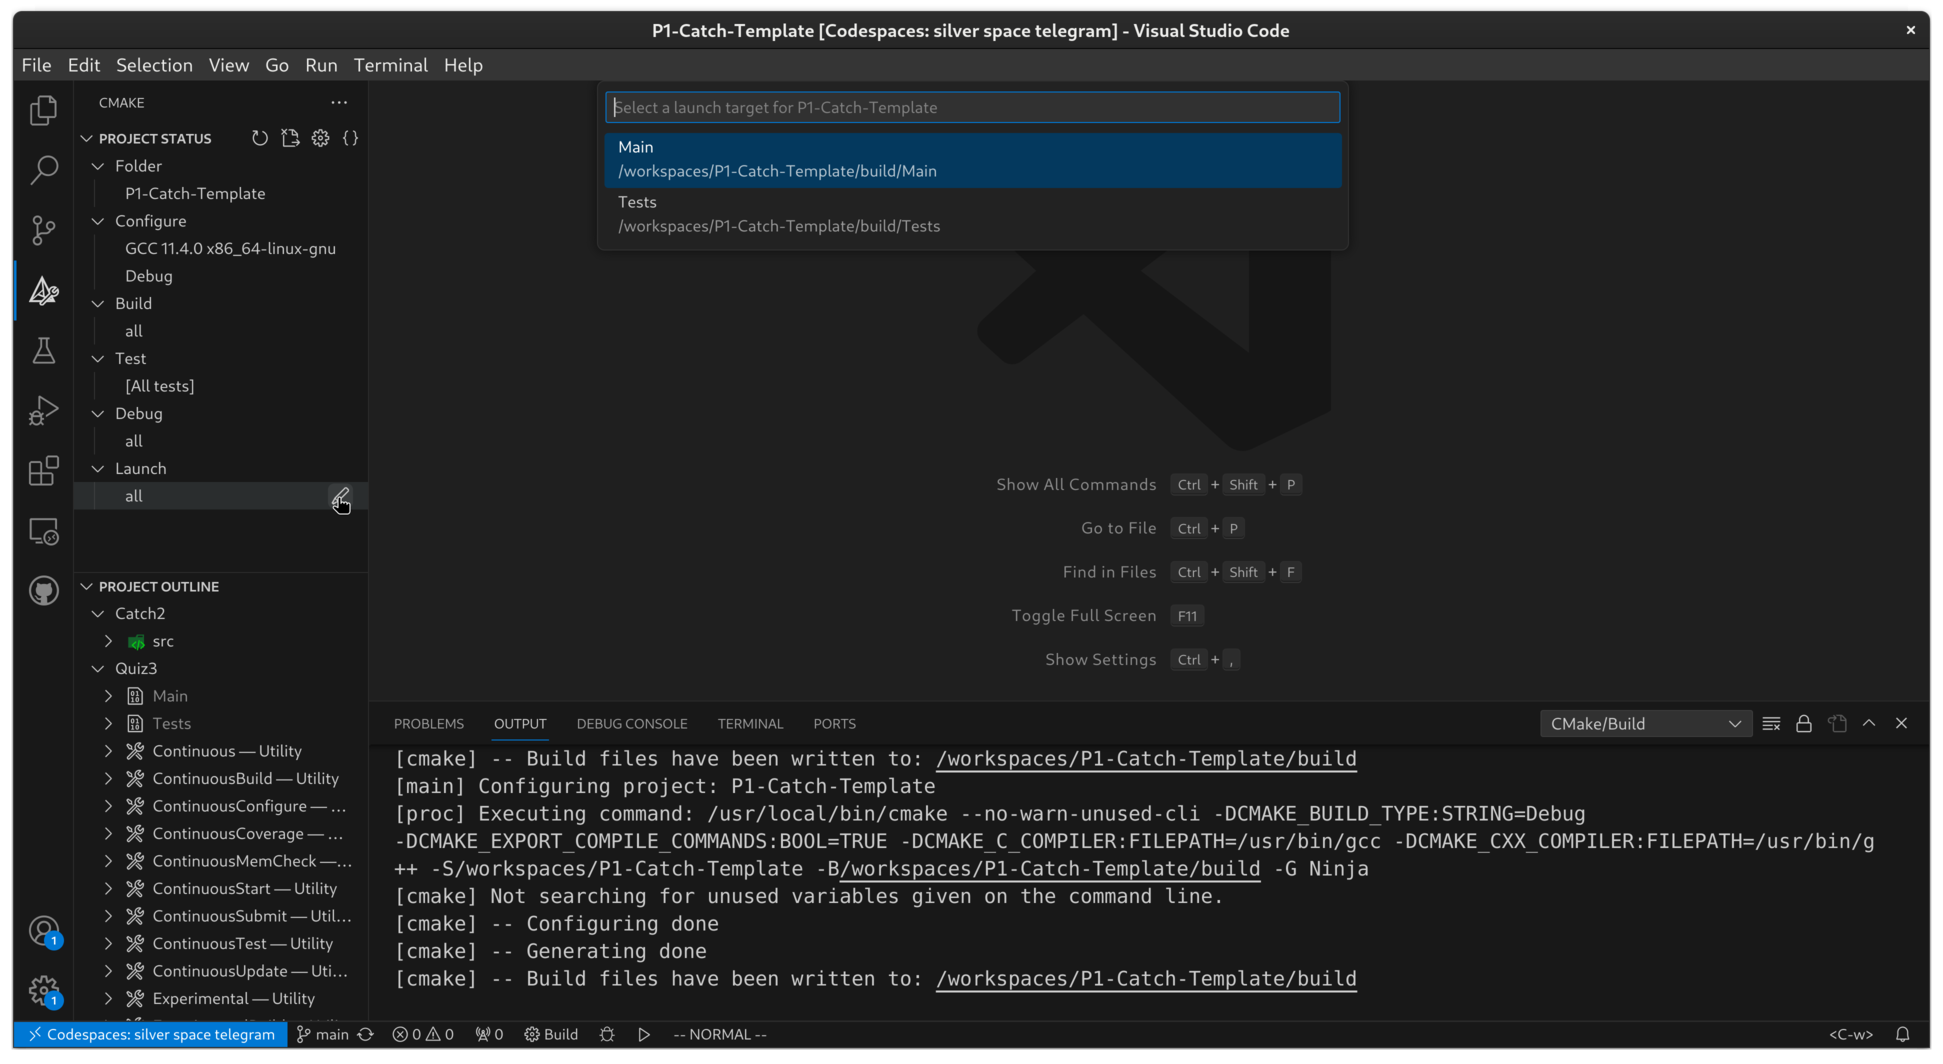 P1-Catch-Template [Codespaces: silver space telegram] - Visual Studio Code
File Edit Selection View Go Run Terminal Help
CMAKE
PROJECT STATUS
Folder
P1-Catch-Template
Configure
GCC 11.4.0 x86_64-linux-gnu
Debug
Build
all
Test
[All tests]
Debug
all
Launch
all
PROJECT OUTLINE
Catch2
src
Quiz3
Main
Tests
Continuous — Utility
ContinuousBuild — Utility
ContinuousConfigure — ...
ContinuousCoverage — ...
ContinuousMemCheck —...
ContinuousStart — Utility
ContinuousSubmit — Util...
ContinuousTest — Utility
ContinuousUpdate — Uti...
Experimental — Utility
Select a launch target for P1-Catch-Template
Main
/workspaces/P1-Catch-Template/build/Main
Tests
/workspaces/P1-Catch-Template/build/Tests
Show All Commands Ctrl + Shift + P
Go to File Ctrl + P
Find in Files Ctrl + Shift + F
Toggle Full Screen F11
Show Settings Ctrl + ,
PROBLEMS OUTPUT DEBUG CONSOLE TERMINAL PORTS CMake/Build
[cmake] -- Build files have been written to: /workspaces/P1-Catch-Template/build
[main] Configuring project: P1-Catch-Template
[proc] Executing command: /usr/local/bin/cmake --no-warn-unused-cli -DCMAKE_BUILD_TYPE:STRING=Debug
-DCMAKE_EXPORT_COMPILE_COMMANDS:BOOL=TRUE -DCMAKE_C_COMPILER:FILEPATH=/usr/bin/gcc -DCMAKE_CXX_COMPILER:FILEPATH=/usr/bin/g
++ -S/workspaces/P1-Catch-Template -B/workspaces/P1-Catch-Template/build -G Ninja
[cmake] Not searching for unused variables given on the command line.
[cmake] -- Configuring done
[cmake] -- Generating done
[cmake] -- Build files have been written to: /workspaces/P1-Catch-Template/build
1
1
Codespaces: silver space telegram main 0 0 0 Build -- NORMAL -- <C-w>